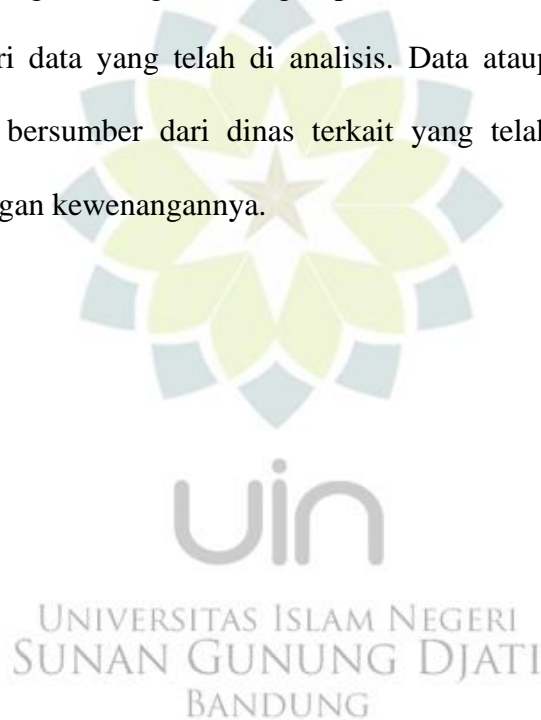 ri data yang telah di analisis. Data ataup
bersumber dari dinas terkait yang telah
gan kewenangannya.
uin
UNIVERSITAS ISLAM NEGERI
SUNAN GUNUNG DJATI
BANDUNG